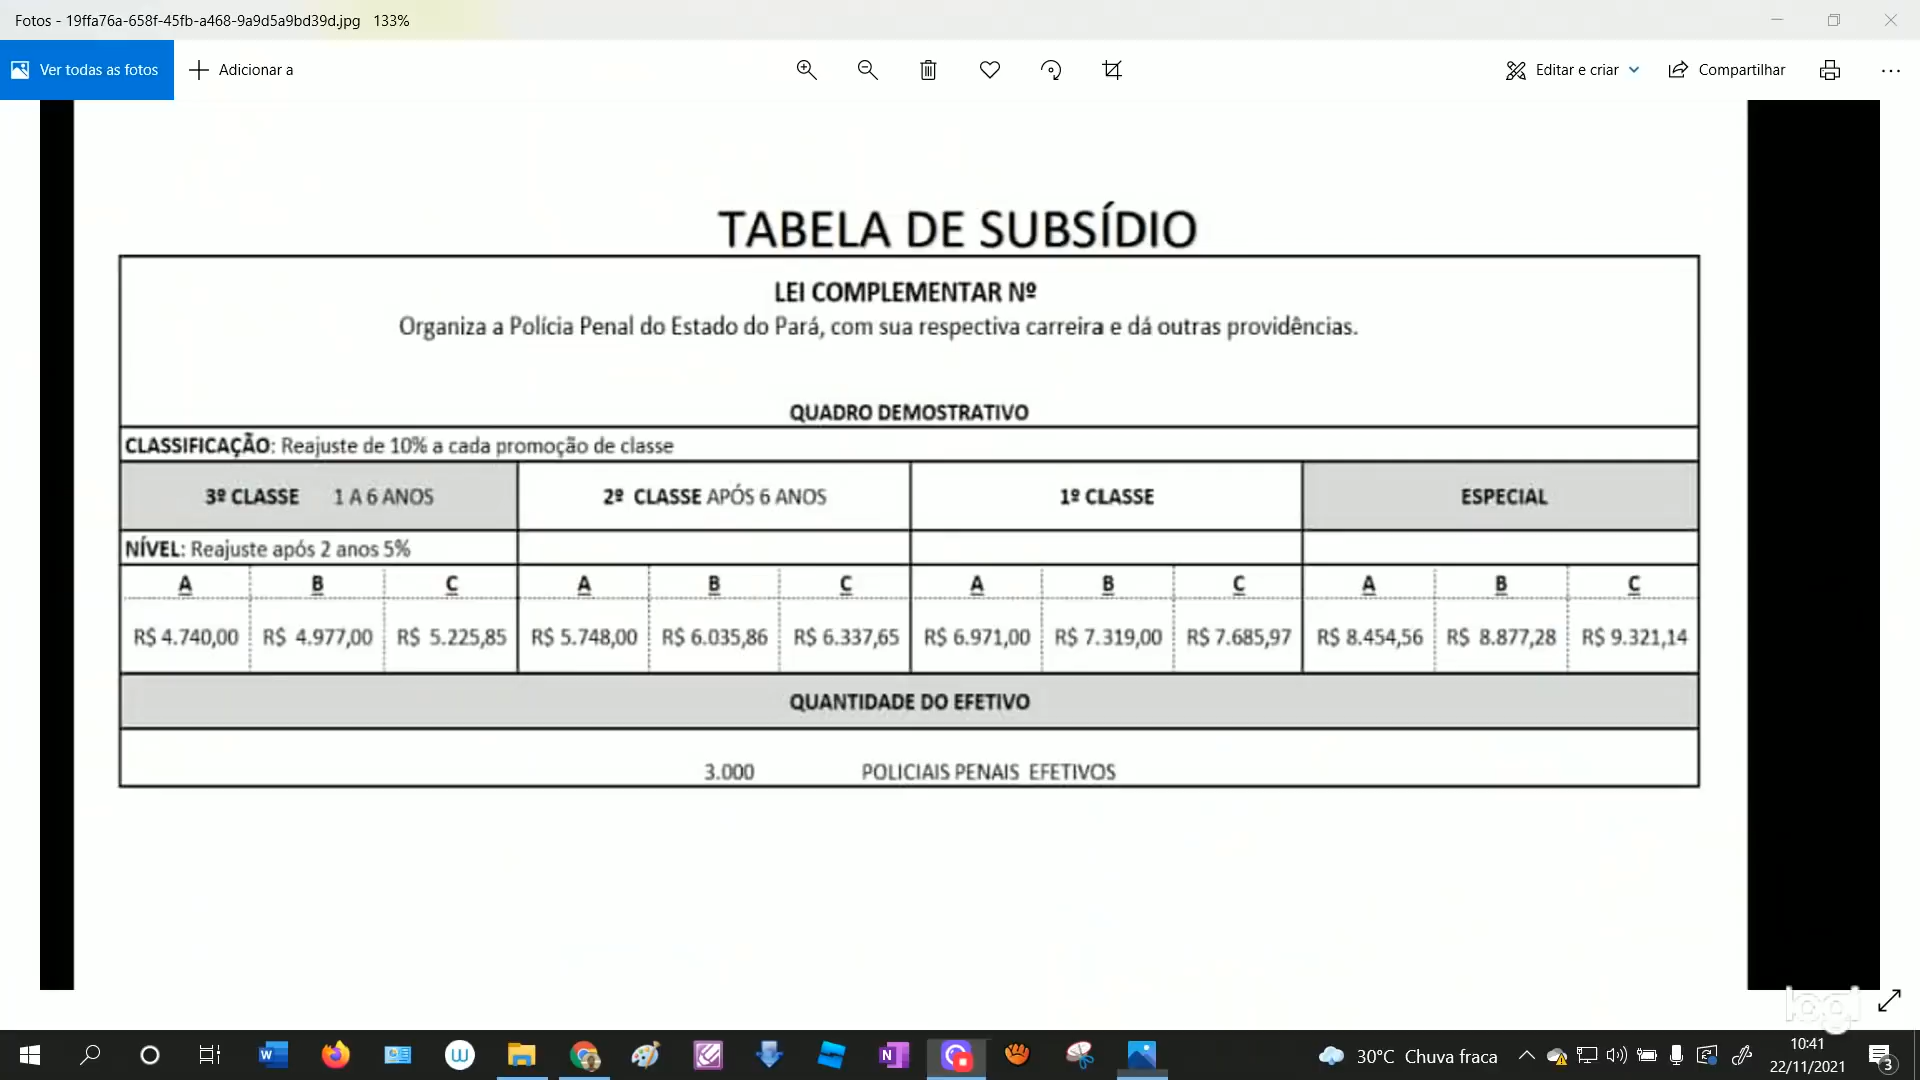 Fotos - 19ffa76a-658f-45fb-a468-9a9d5a9bd39d.jpg   133%
Ver todas as fotos
Adicionar a
Editar e criar
Compartilhar
TABELA DE SUBSÍDIO
LEI COMPLEMENTAR Nº
Organiza a Polícia Penal do Estado do Pará, com sua respectiva carreira e dá outras providências.
QUADRO DEMOSTRATIVO
CLASSIFICAÇÃO: Reajuste de 10% a cada promoção de classe
3º CLASSE 1 A 6 ANOS 2º CLASSE APÓS 6 ANOS 1º CLASSE ESPECIAL
NÍVEL: Reajuste após 2 anos 5%
A B C A B C A B C A B C
R$ 4.740,00 R$ 4.977,00 R$ 5.225,85 R$ 5.748,00 R$ 6.035,86 R$ 6.337,65 R$ 6.971,00 R$ 7.319,00 R$ 7.685,97 R$ 8.454,56 R$ 8.877,28 R$ 9.321,14
QUANTIDADE DO EFETIVO
3.000 POLICIAIS PENAIS EFETIVOS
logi
30°C Chuva fraca
10:41
22/11/2021
3